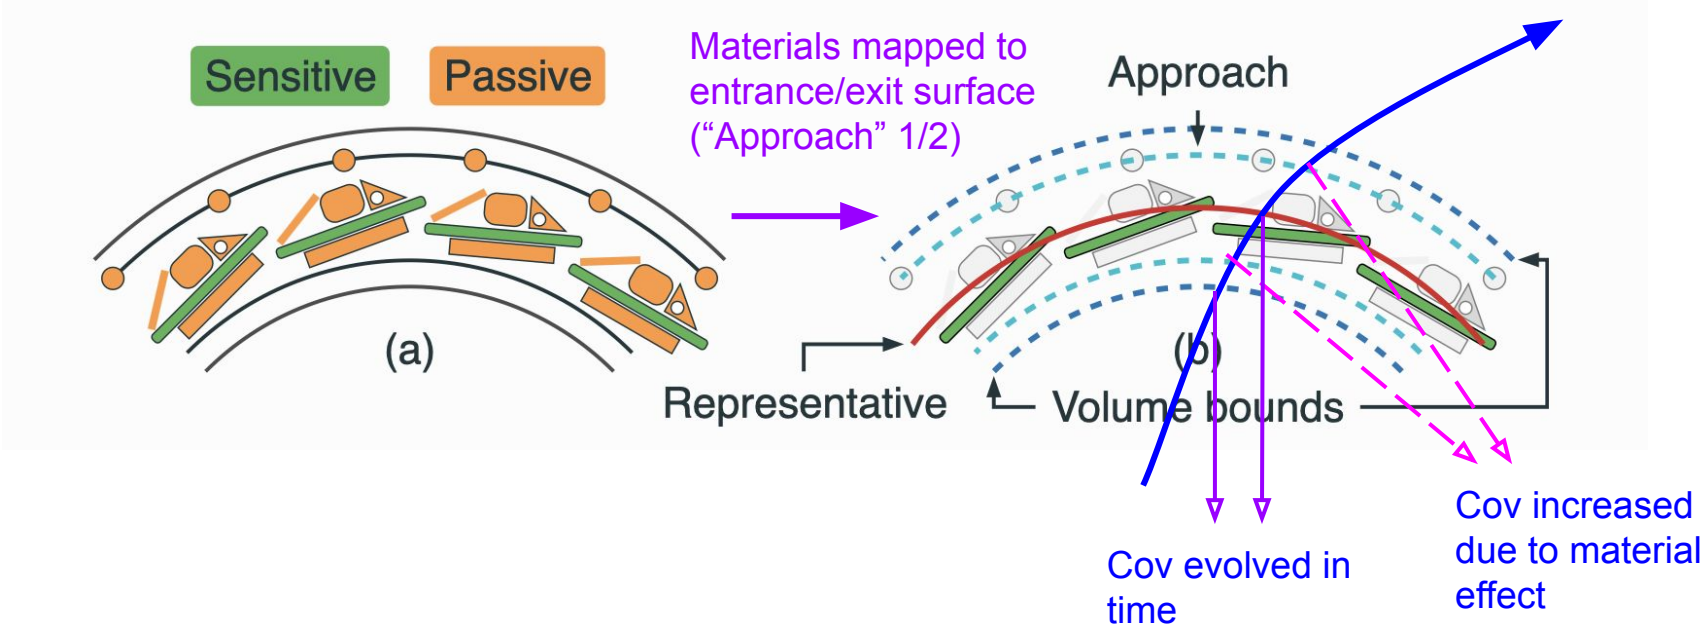 Sensitive
Passive
Materials mapped to
entrance/exit surface
(“Approach” 1/2)
Approach
(a)
(b)
Representative
Volume bounds
Cov evolved in
time
Cov increased
due to material
effect